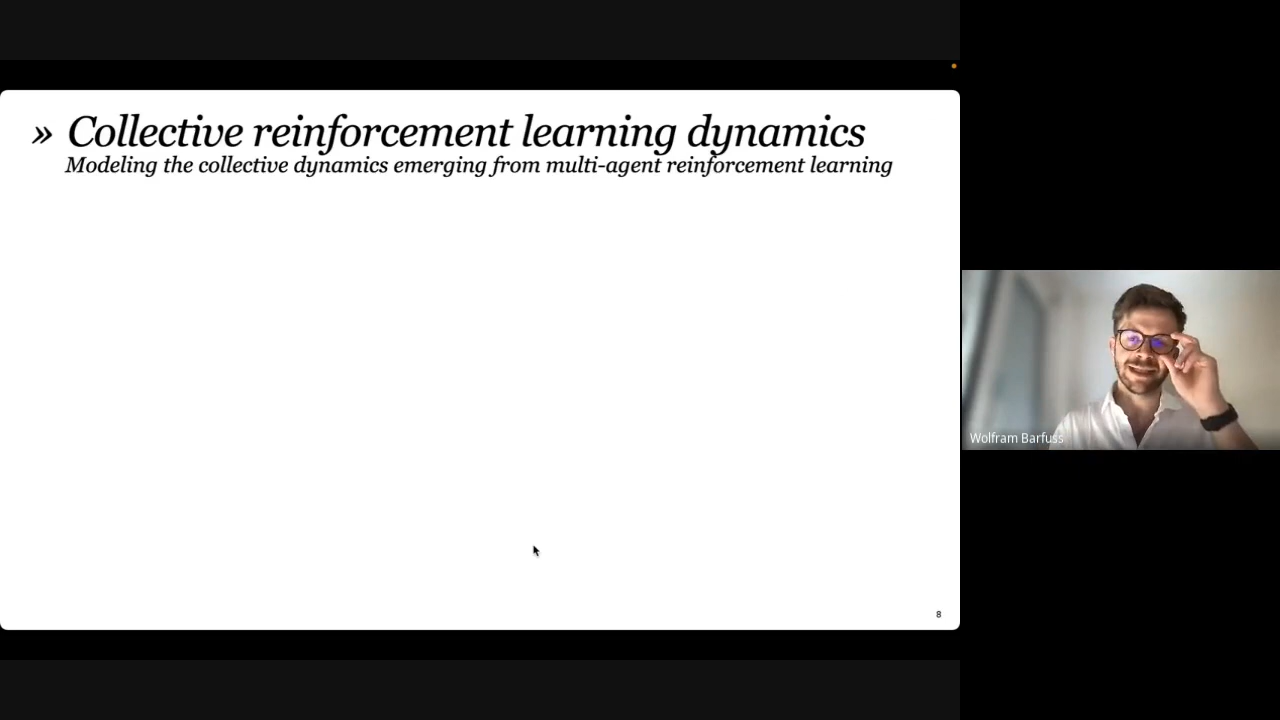 » Collective reinforcement learning dynamics
Modeling the collective dynamics emerging from multi-agent reinforcement learning
Wolfram Barfuss
8